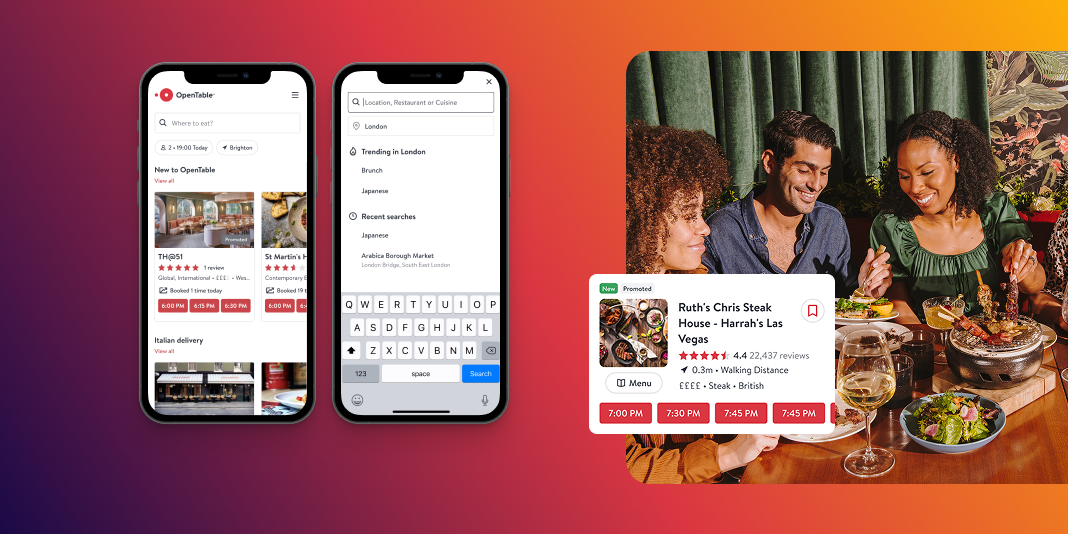 OpenTable
Where to eat?
2 • 19:00 Today
Brighton
New to OpenTable
View all
Promoted
TH@51
1 review
Global, International • ££££ • Wes...
Booked 1 time today
6:00 PM
6:15 PM
6:30 PM
St Martin's H
Contemporary E
Booked 19 t
6:00 PM
Italian delivery
View all
Location, Restaurant or Cuisine
London
Trending in London
Brunch
Japanese
Recent searches
Japanese
Arabica Borough Market
London Bridge, South East London
Q W E R T Y U I O P
A S D F G H J K L
Z X C V B N M
123 space Search
New Promoted
Ruth's Chris Steak
House - Harrah's Las
Vegas
4.4 22,437 reviews
0.3m • Walking Distance
££££ • Steak • British
Menu
7:00 PM
7:30 PM
7:45 PM
7:45 PM